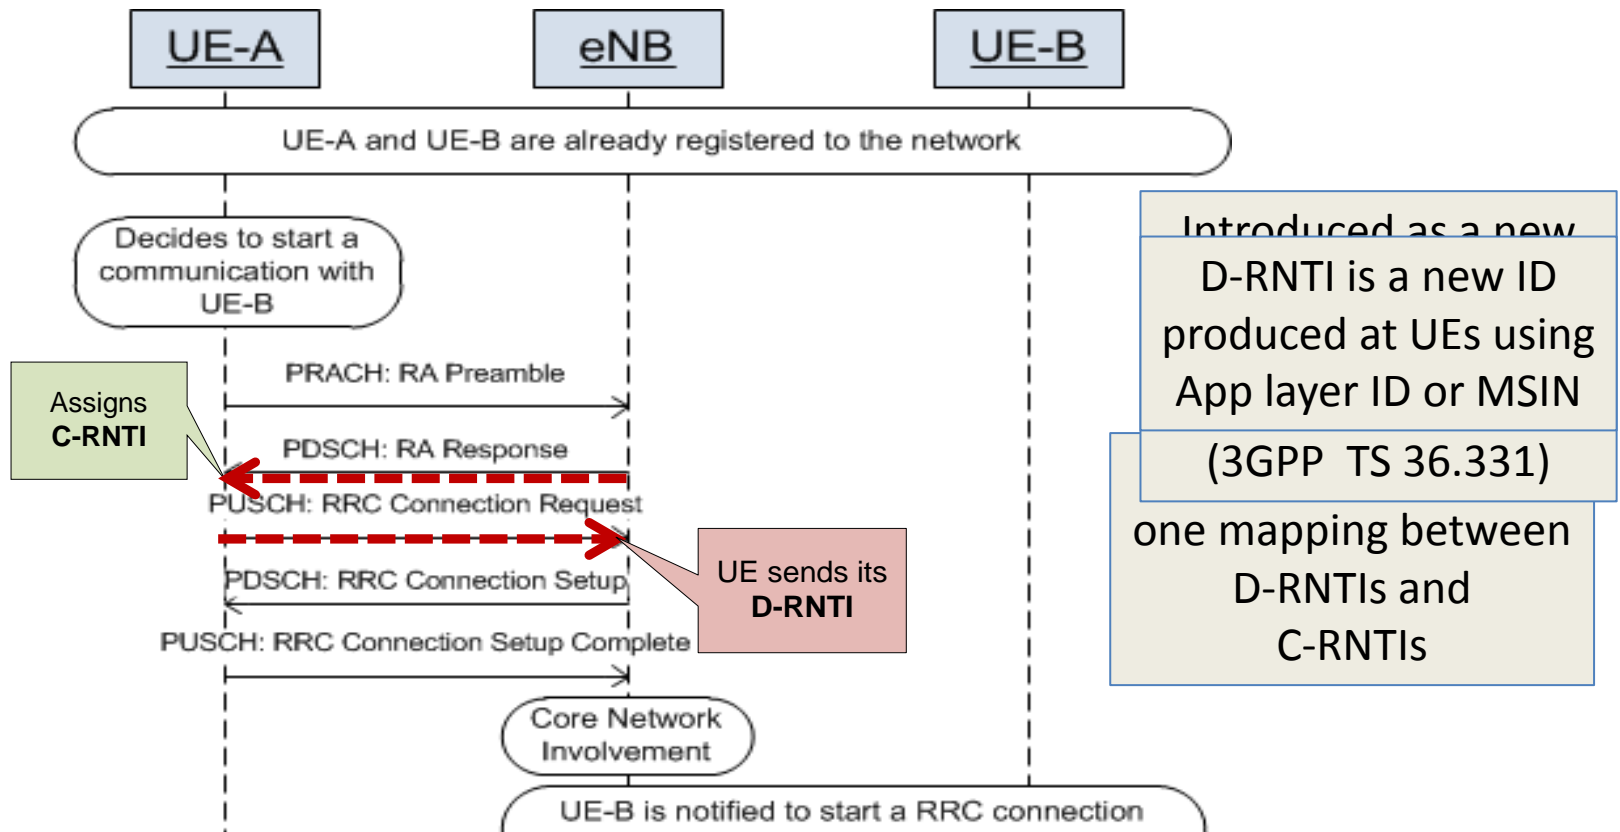 UE-A
eNB
UE-B
UE-A and UE-B are already registered to the network
Decides to start a
communication with
UE-B
PRACH: RA Preamble
Assigns
C-RNTI
PDSCH: RA Response
PUSCH: RRC Connection Request
UE sends its
D-RNTI
PDSCH: RRC Connection Setup
PUSCH: RRC Connection Setup Complete
Core Network
Involvement
UE-B is notified to start a RRC connection
Introduced as a new
D-RNTI is a new ID
produced at UEs using
App layer ID or MSIN
(3GPP TS 36.331)
one mapping between
D-RNTIs and
C-RNTIs